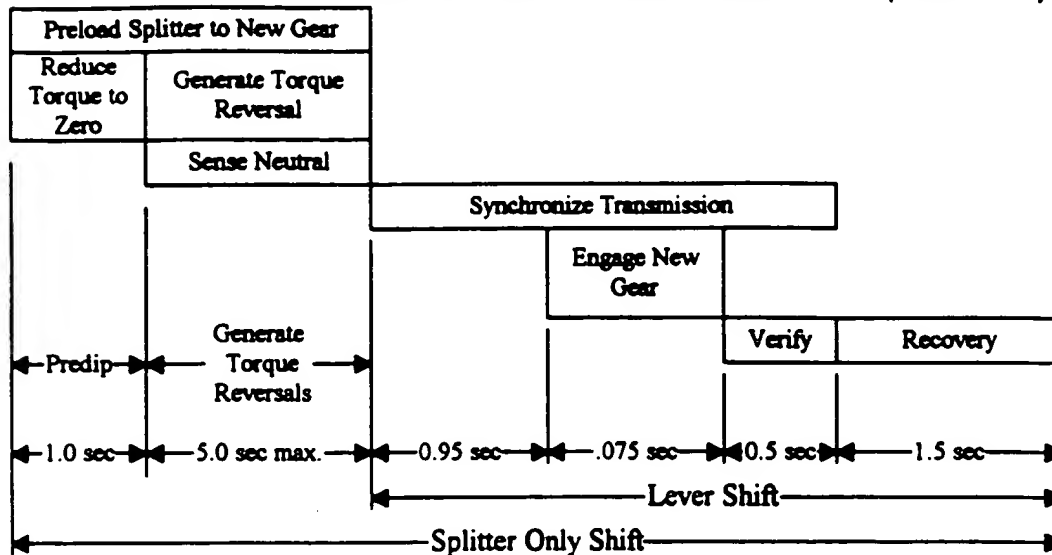 Preload Splitter to New Gear
Reduce
Torque to
Zero
Generate Torque
Reversal
Sense Neutral
Synchronize Transmission
Engage New
Gear
Verify
Recovery
Predip
Generate
Torque
Reversals
1.0 sec
5.0 sec max.
0.95 sec
.075 sec
0.5 sec
1.5 sec
Lever Shift
Splitter Only Shift